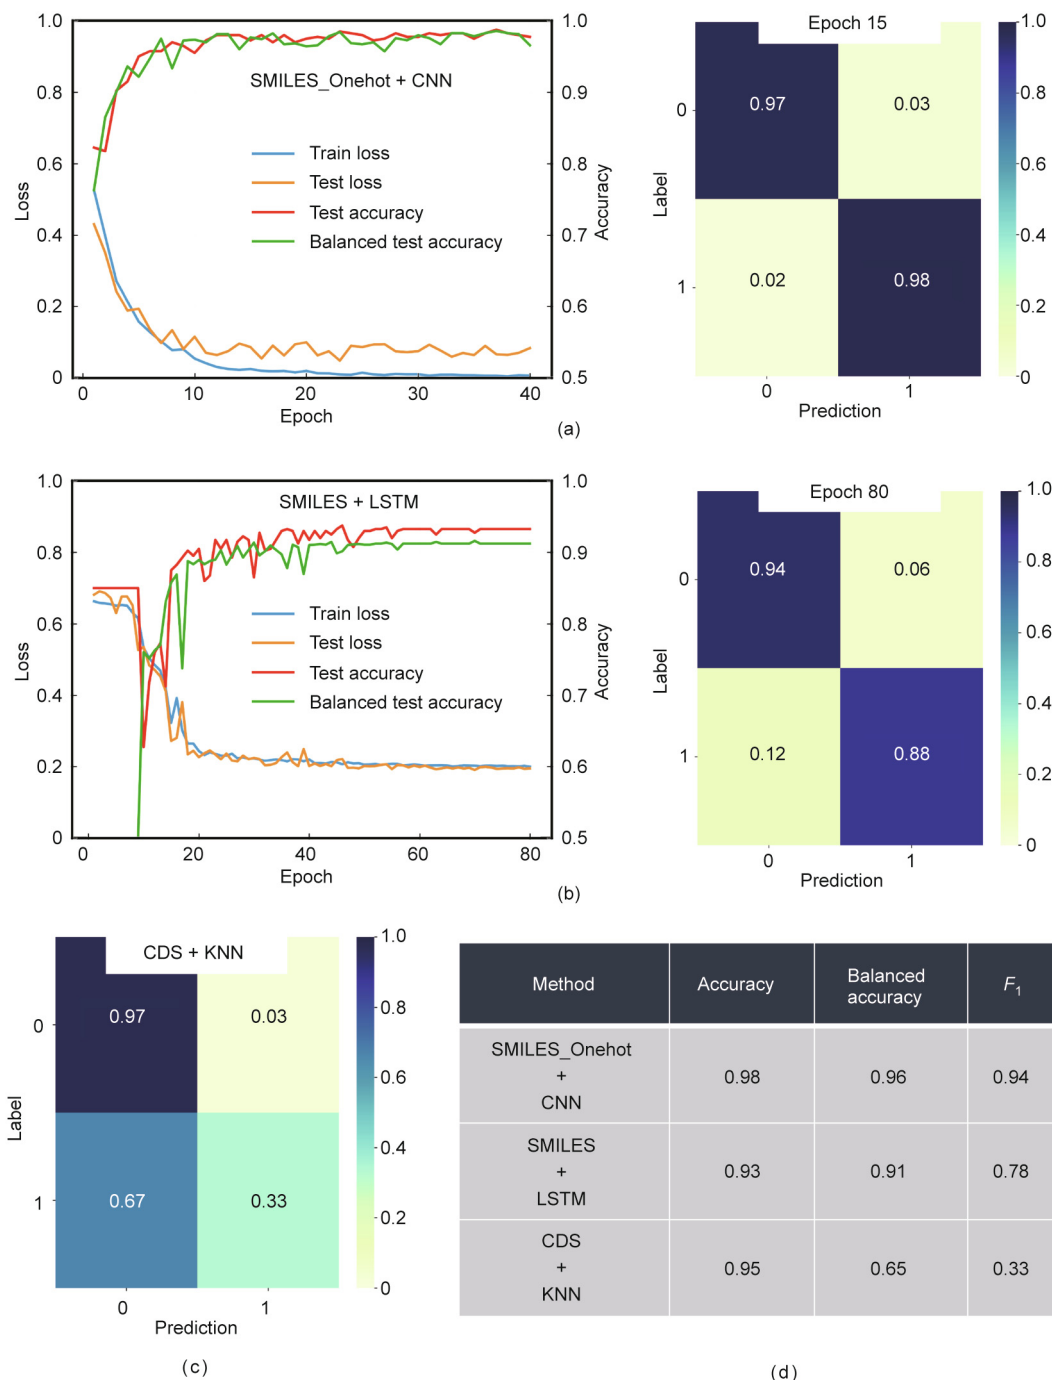 1.0
0.8
0.6
0.4
0.2
0
Loss
1.0
0.9
0.8
0.7
0.6
0.5
Accuracy
SMILES_Onehot + CNN
Train loss
Test loss
Test accuracy
Balanced test accuracy
0 10 20 30 40
Epoch
Epoch 15
0.97 0.03
0.02 0.98
Label
0
1
0 1
Prediction
1.0
0.8
0.6
0.4
0.2
0
(a)
1.0
0.8
0.6
0.4
0.2
0
Loss
1.0
0.9
0.8
0.7
0.6
0.5
Accuracy
SMILES + LSTM
Train loss
Test loss
Test accuracy
Balanced test accuracy
0 20 40 60 80
Epoch
Epoch 80
0.94 0.06
0.12 0.88
Label
0
1
0 1
Prediction
1.0
0.8
0.6
0.4
0.2
0
(b)
CDS + KNN
0.97 0.03
0.67 0.33
Label
0
1
0 1
Prediction
1.0
0.8
0.6
0.4
0.2
0
(c)
Method Accuracy Balanced accuracy F1
SMILES_Onehot
+
CNN
0.98 0.96 0.94
SMILES
+
LSTM
0.93 0.91 0.78
CDS
+
KNN
0.95 0.65 0.33
(d)